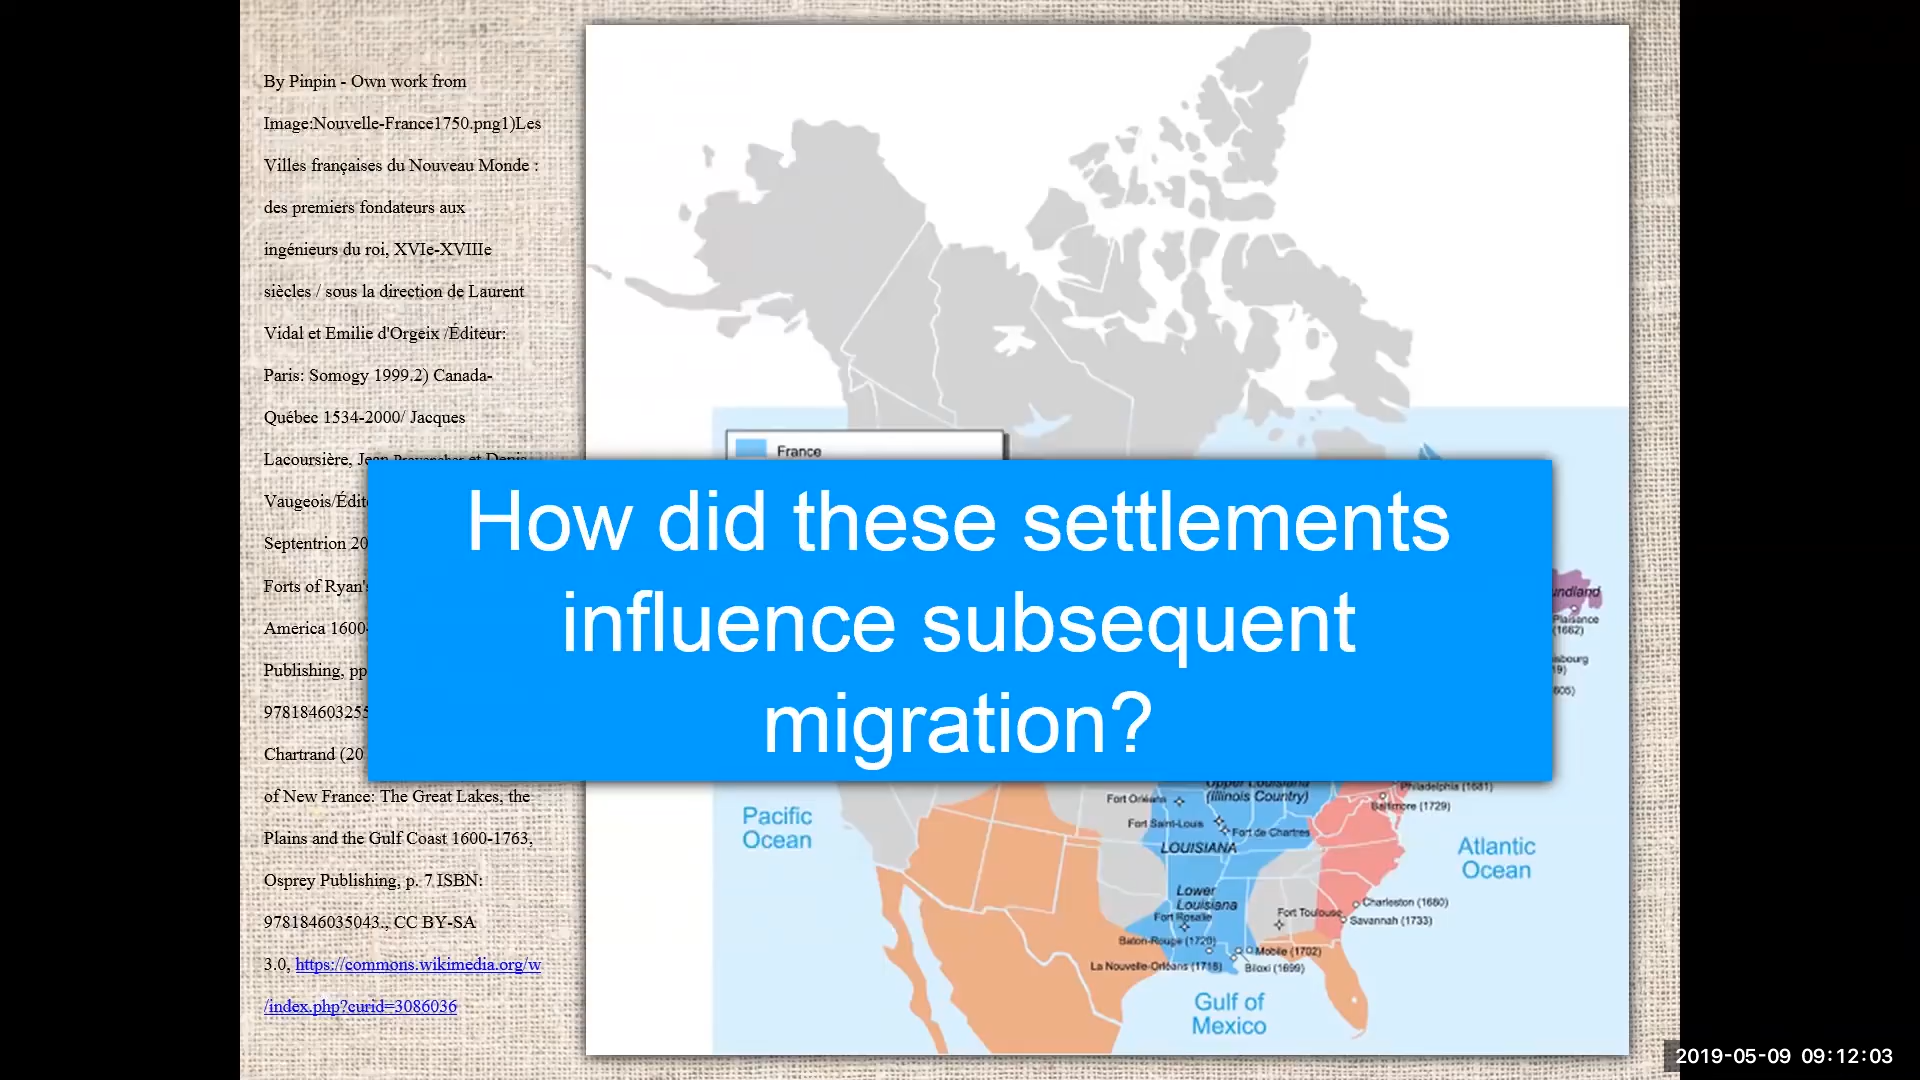 By Pinpin - Own work from
Image:Nouvelle-France1750.png1)Les
Villes françaises du Nouveau Monde :
des premiers fondateurs aux
ingénieurs du roi, XVIe-XVIIIe
siècles / sous la direction de Laurent
Vidal et Emilie d'Orgeix /Éditeur:
Paris: Somogy 1999.2) Canada-
Québec 1534-2000/ Jacques
Lacoursière, Jean Provencher et Denis
Vaugeois/Édit
Septentrion 20
Forts of Ryan's
America 1600-
Publishing, pp
978184603255
Chartrand (20
of New France: The Great Lakes, the
Plains and the Gulf Coast 1600-1763,
Osprey Publishing, p. 7 ISBN:
9781846035043., CC BY-SA
3.0, https://commons.wikimedia.org/w
/index.php?curid=3086036
France
How did these settlements
influence subsequent
migration?
undland
Plaisance
(1662)
sbourg
Upper Louisiana
(Illinois Country)
Philadelphia (1681)
Baltimore (1729)
Fort Orléans
Fort Saint-Louis
Fort de Chartres
LOUISIANA
Pacific
Ocean
Atlantic
Ocean
Lower
Louisiana
Fort Rosalie
Fort Toulouse
Charleston (1680)
Savannah (1733)
Baton-Rouge (1720)
Mobile (1702)
La Nouvelle-Orléans (1718)
Biloxi (1699)
Gulf of
Mexico
2019-05-09 09:12:03